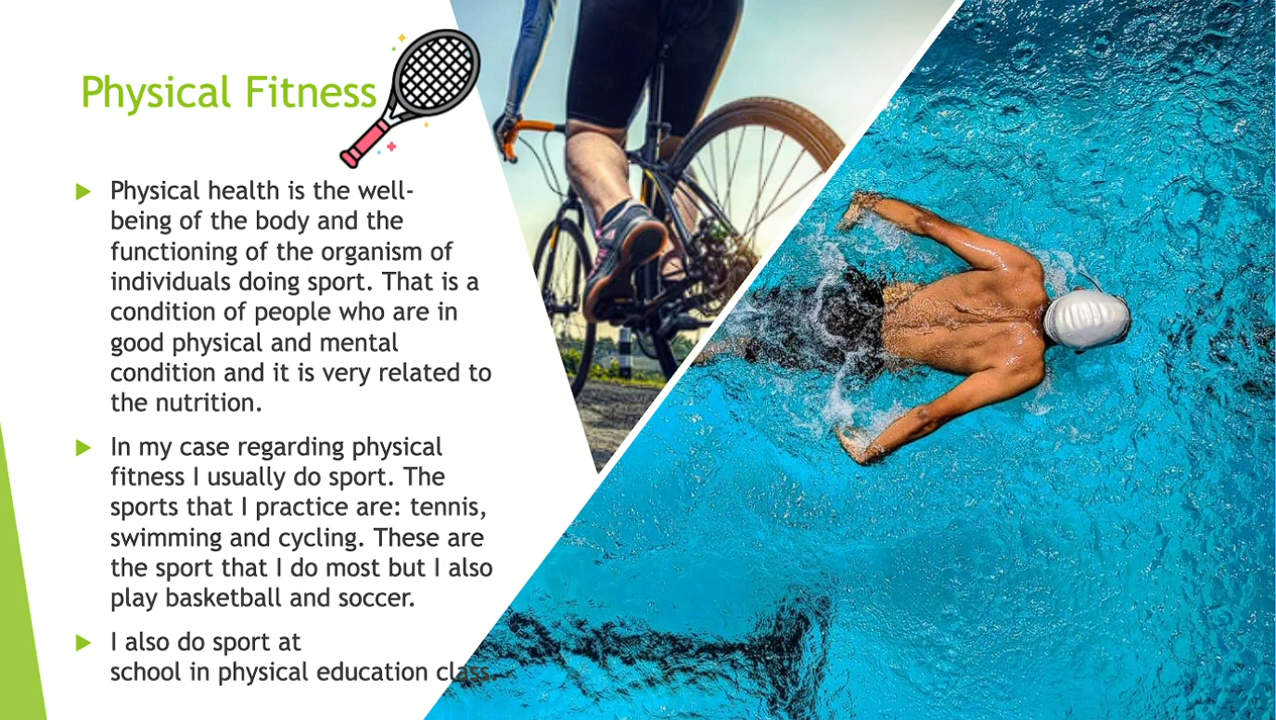 Physical Fitness
Physical health is the well-
being of the body and the
functioning of the organism of
individuals doing sport. That is a
condition of people who are in
good physical and mental
condition and it is very related to
the nutrition.
In my case regarding physical
fitness I usually do sport. The
sports that I practice are: tennis,
swimming and cycling. These are
the sport that I do most but I also
play basketball and soccer.
I also do sport at
school in physical education class.